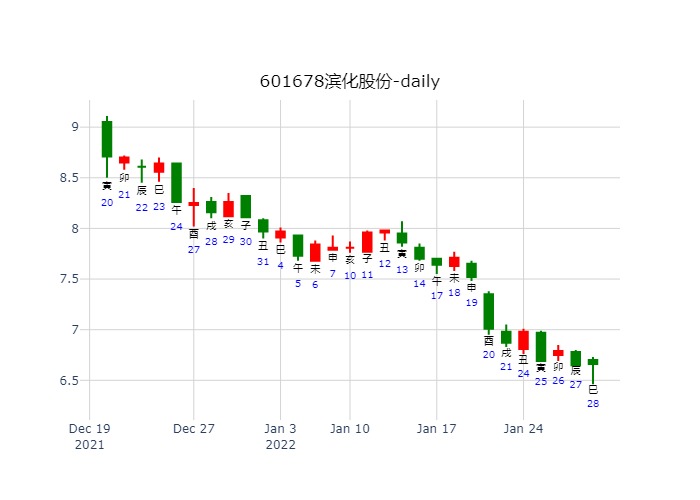 601678滨化股份-daily
9
8.5
8
7.5
7
6.5
寅 20
卯 21
辰 22
巳 23
午 24
酉 27
戌 28
亥 29
子 30
丑 31
巳 4
午 5
未 6
申 7
亥 10
子 11
丑 12
寅 13
卯 14
午 17
未 18
申 19
酉 20
戌 21
丑 24
寅 25
卯 26
辰 27
巳 28
Dec 19
2021
Dec 27
Jan 3
2022
Jan 10
Jan 17
Jan 24